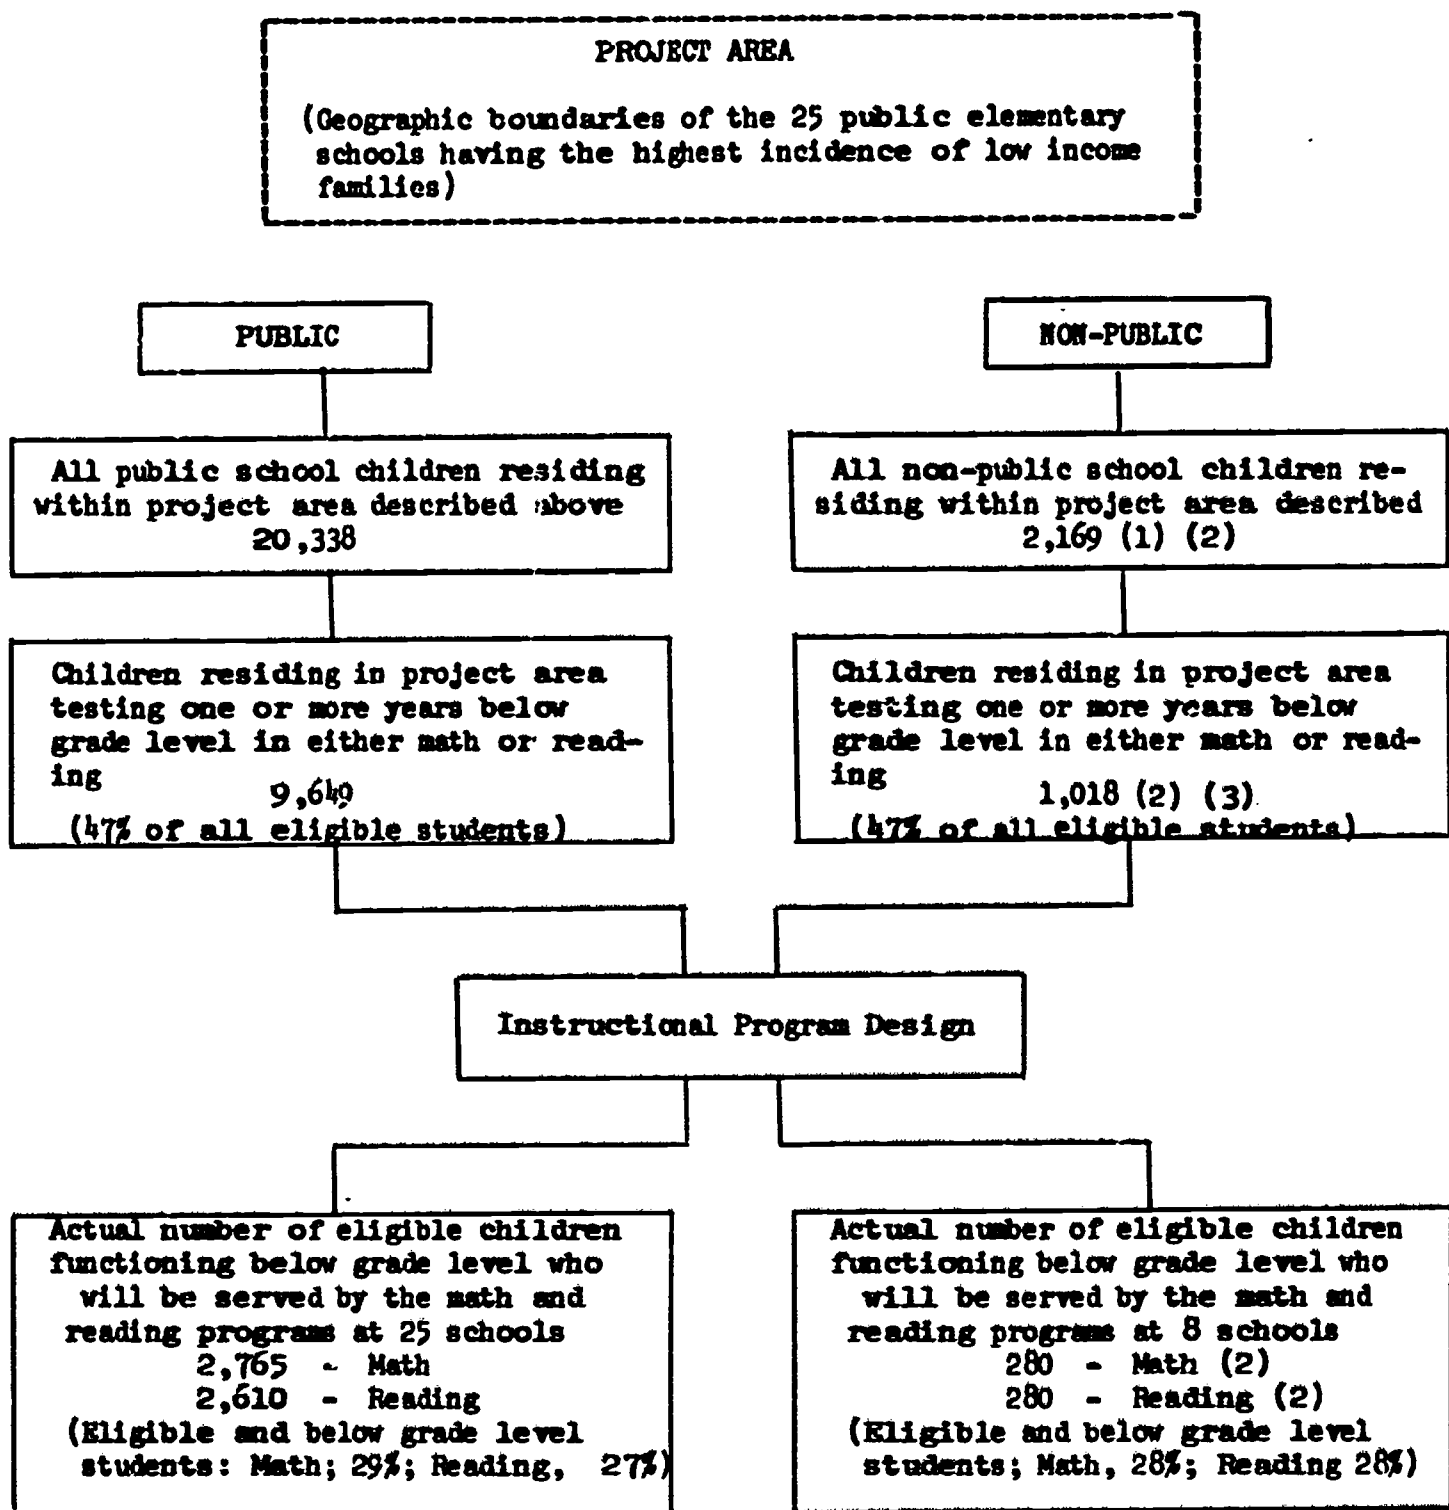 PROJECT AREA
(Geographic boundaries of the 25 public elementary
schools having the highest incidence of low income
families)
PUBLIC
NON-PUBLIC
All public school children residing
within project area described above
20,338
All non-public school children re-
siding within project area described
2,169 (1) (2)
Children residing in project area
testing one or more years below
grade level in either math or read-
ing
9,649
(47% of all eligible students)
Children residing in project area
testing one or more years below
grade level in either math or read-
ing
1,018 (2) (3)
(47% of all eligible students)
Instructional Program Design
Actual number of eligible children
functioning below grade level who
will be served by the math and
reading programs at 25 schools
2,765 - Math
2,610 - Reading
(Eligible and below grade level
students: Math; 29%; Reading, 27%)
Actual number of eligible children
functioning below grade level who
will be served by the math and
reading programs at 8 schools
280 - Math (2)
280 - Reading (2)
(Eligible and below grade level
students; Math, 28%; Reading 28%)